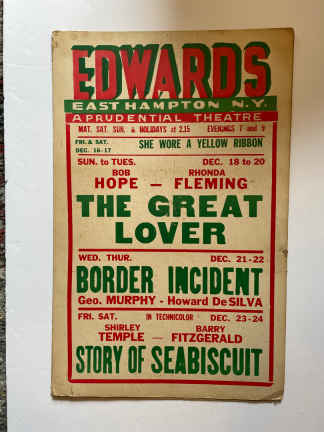 EDWARDS
EAST HAMPTON N.Y.
A PRUDENTIAL THEATRE
MAT. SAT. SUN. & HOLIDAYS at 2.15 EVENINGS 7 and 9
FRI. & SAT. DEC. 16-17 SHE WORE A YELLOW RIBBON
SUN. to TUES. DEC. 18 to 20
BOB RHONDA
HOPE — FLEMING
THE GREAT
LOVER
WED. THUR. DEC. 21-22
BORDER INCIDENT
Geo. MURPHY - Howard DeSILVA
FRI. SAT. IN TECHNICOLOR DEC. 23-24
SHIRLEY BARRY
TEMPLE — FITZGERALD
STORY OF SEABISCUIT